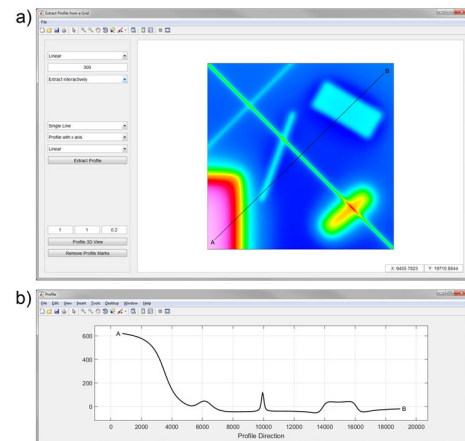 a)
Extract Profile from a Grid
File
Linear
300
Extract interactively
Single Line
Profile with x axis
Linear
Extract Profile
1 1 0.2
Profile 3D View
Remove Profile Marks
B
A
X: 9455.7823 Y: 19710.8844
b)
Profile
File Edit View Insert Tools Desktop Window Help
A
B
600
400
200
0
0 2000 4000 6000 8000 10000 12000 14000 16000 18000 20000
Profile Direction